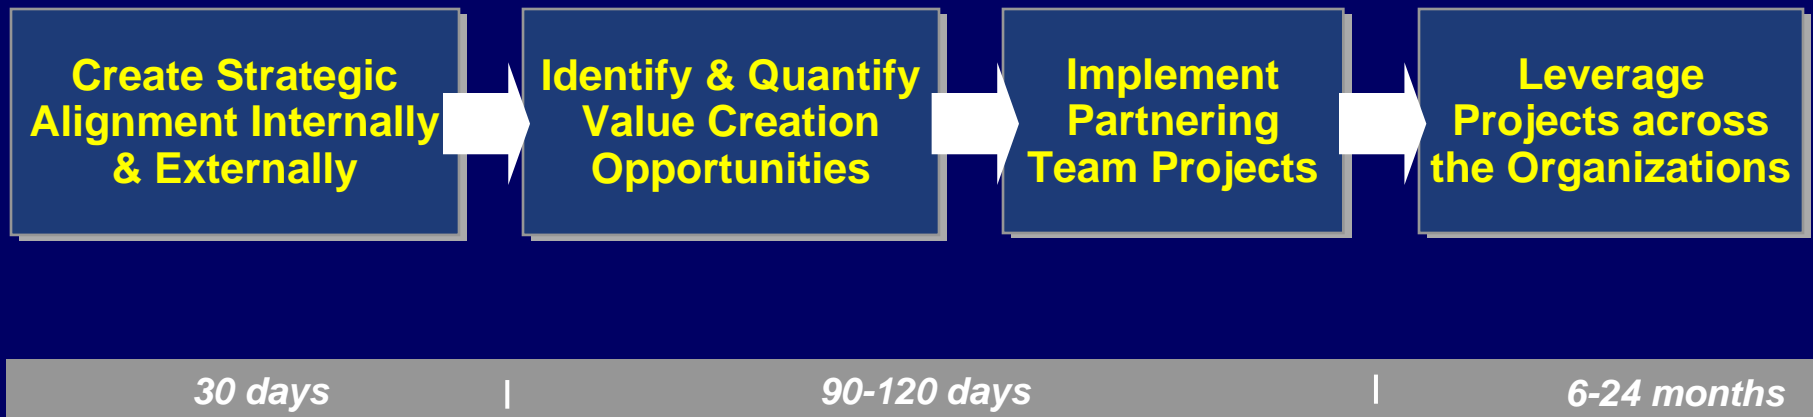 Create Strategic
Alignment Internally
& Externally
Identify & Quantify
Value Creation
Opportunities
Implement
Partnering
Team Projects
Leverage
Projects across
the Organizations
30 days | 90-120 days | 6-24 months